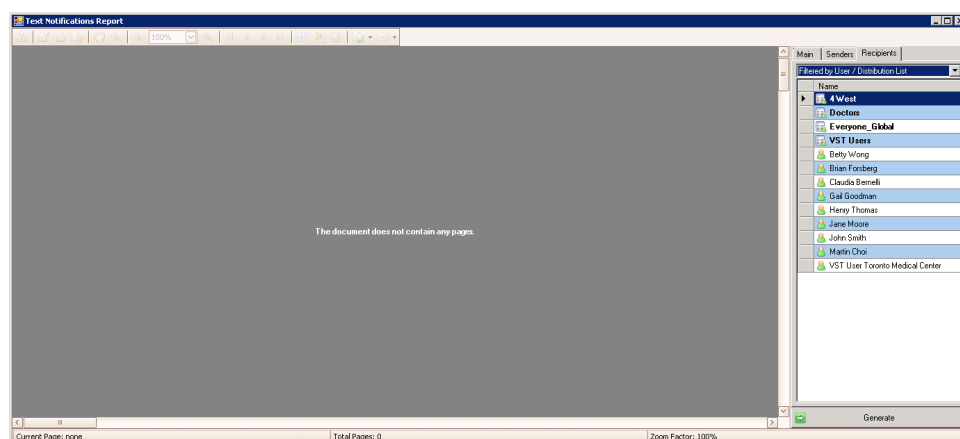 Text Notifications Report
100%
Main Senders Recipients
Filtered by User / Distribution List
Name
4 West
Doctors
Everyone_Global
VST Users
Betty Wong
Brian Forsberg
Claudia Bernelli
Gail Goodman
Henry Thomas
Jane Moore
John Smith
Martin Choi
VST User Toronto Medical Center
The document does not contain any pages.
Generate
Current Page: none Total Pages: 0 Zoom Factor: 100%